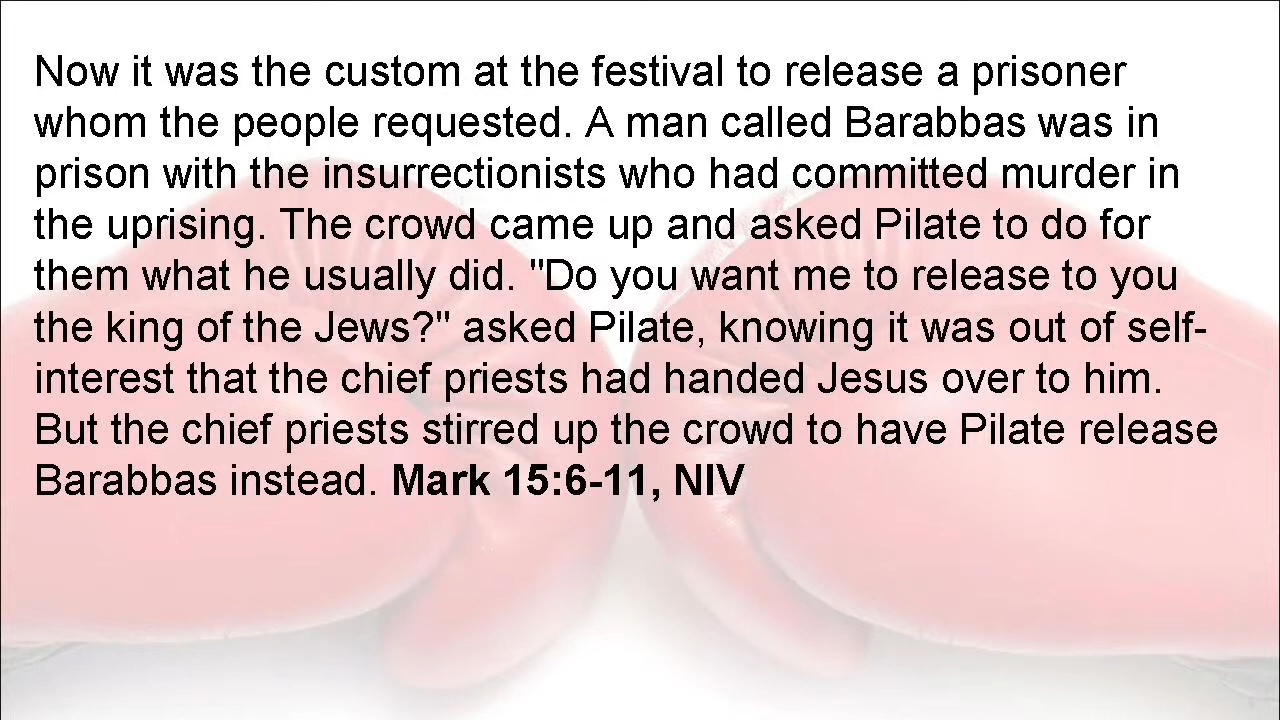 Now it was the custom at the festival to release a prisoner
whom the people requested. A man called Barabbas was in
prison with the insurrectionists who had committed murder in
the uprising. The crowd came up and asked Pilate to do for
them what he usually did. "Do you want me to release to you
the king of the Jews?" asked Pilate, knowing it was out of self-
interest that the chief priests had handed Jesus over to him.
But the chief priests stirred up the crowd to have Pilate release
Barabbas instead. Mark 15:6-11, NIV